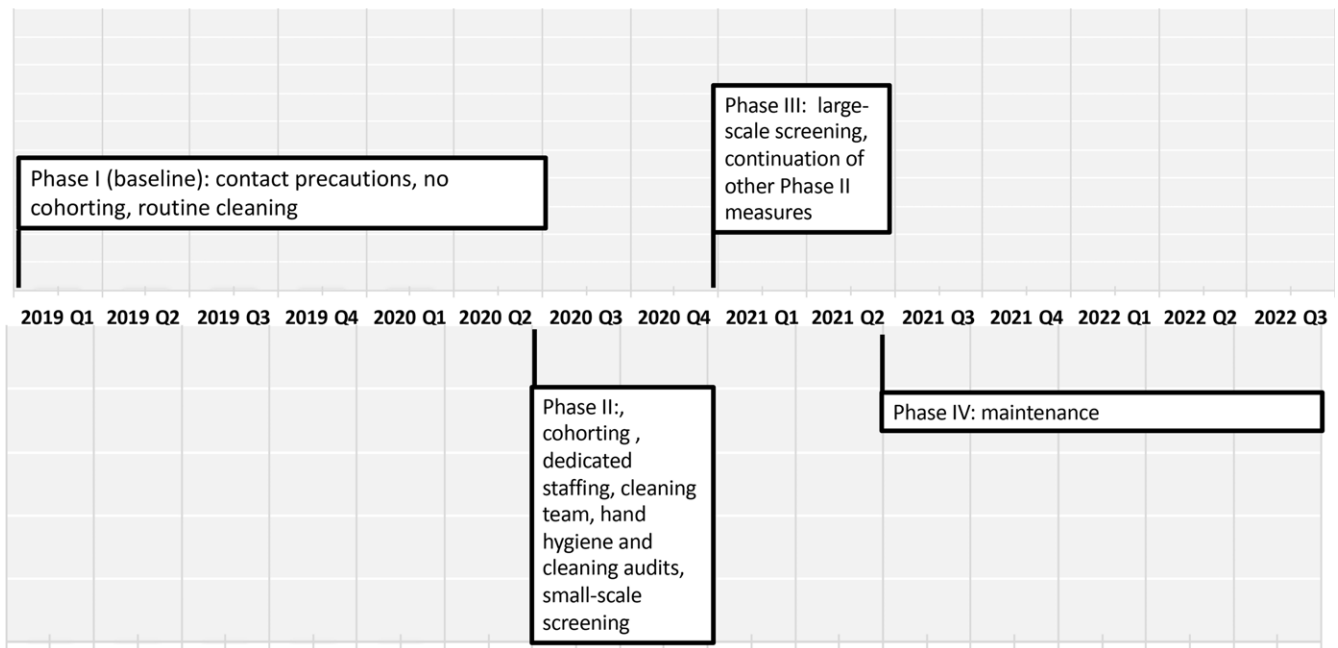 Phase III: large-
scale screening,
continuation of
other Phase II
measures
Phase I (baseline): contact precautions, no
cohorting, routine cleaning
2019 Q1 2019 Q2 2019 Q3 2019 Q4 2020 Q1 2020 Q2 2020 Q3 2020 Q4 2021 Q1 2021 Q2 2021 Q3 2021 Q4 2022 Q1 2022 Q2 2022 Q3
Phase II:,
cohorting ,
dedicated
staffing, cleaning
team, hand
hygiene and
cleaning audits,
small-scale
screening
Phase IV: maintenance